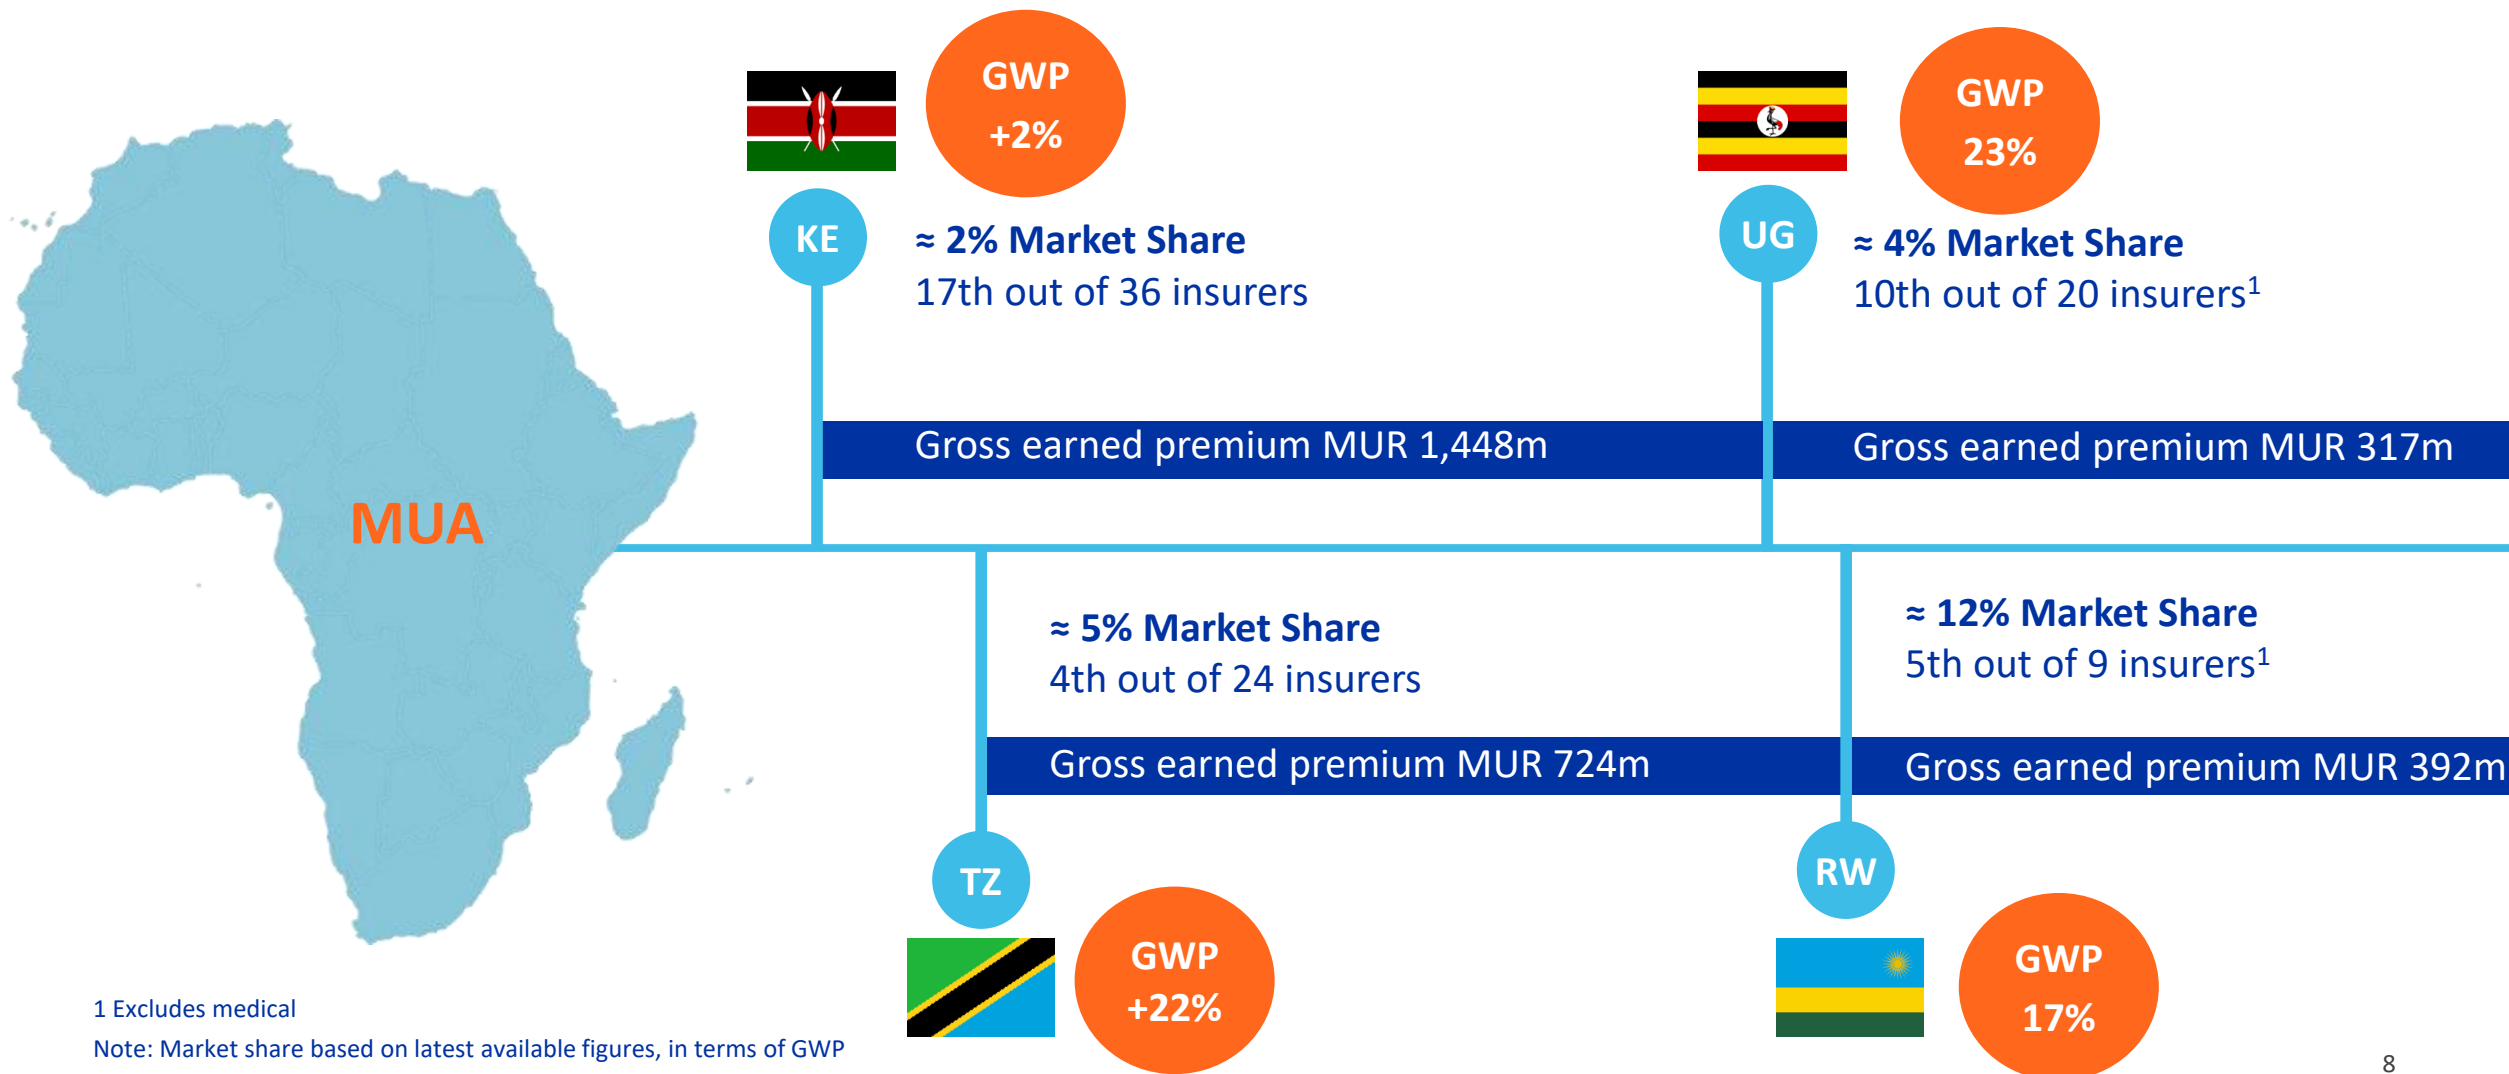 MUA
GWP
+2%
KE
≈ 2% Market Share
17th out of 36 insurers
Gross earned premium MUR 1,448m
GWP
23%
UG
≈ 4% Market Share
10th out of 20 insurers¹
Gross earned premium MUR 317m
≈ 5% Market Share
4th out of 24 insurers
Gross earned premium MUR 724m
TZ
GWP
+22%
≈ 12% Market Share
5th out of 9 insurers¹
Gross earned premium MUR 392m
RW
GWP
17%
1 Excludes medical
Note: Market share based on latest available figures, in terms of GWP
8